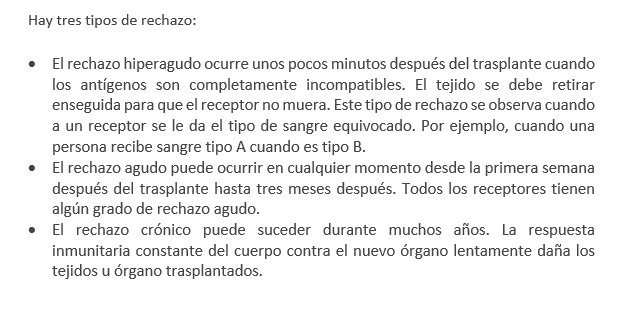 Hay tres tipos de rechazo:
• El rechazo hiperagudo ocurre unos pocos minutos después del trasplante cuando
los antígenos son completamente incompatibles. El tejido se debe retirar
enseguida para que el receptor no muera. Este tipo de rechazo se observa cuando
a un receptor se le da el tipo de sangre equivocado. Por ejemplo, cuando una
persona recibe sangre tipo A cuando es tipo B.
• El rechazo agudo puede ocurrir en cualquier momento desde la primera semana
después del trasplante hasta tres meses después. Todos los receptores tienen
algún grado de rechazo agudo.
• El rechazo crónico puede suceder durante muchos años. La respuesta
inmunitaria constante del cuerpo contra el nuevo órgano lentamente daña los
tejidos u órgano trasplantados.